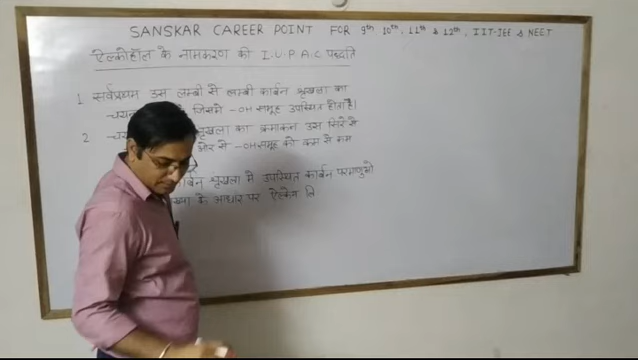 SANSKAR CAREER POINT FOR 9th 10th, 11th & 12th, IIT-JEE & NEET
ऐल्कोहॉल के नामकरण की I.U.P.A.C पद्धति
1 सर्वप्रथम उस लम्बी से लम्बी कार्बन श्रृंखला का
जिसमे -OH समूह उपस्थित होता है।
2 श्रृंखला का क्रमांकन उस सिरे से
ओर से -OH समूह को कम से कम
श्रृंखला मे उपस्थित कार्बन परमाणुओ
के आधार पर ऐल्केन लि